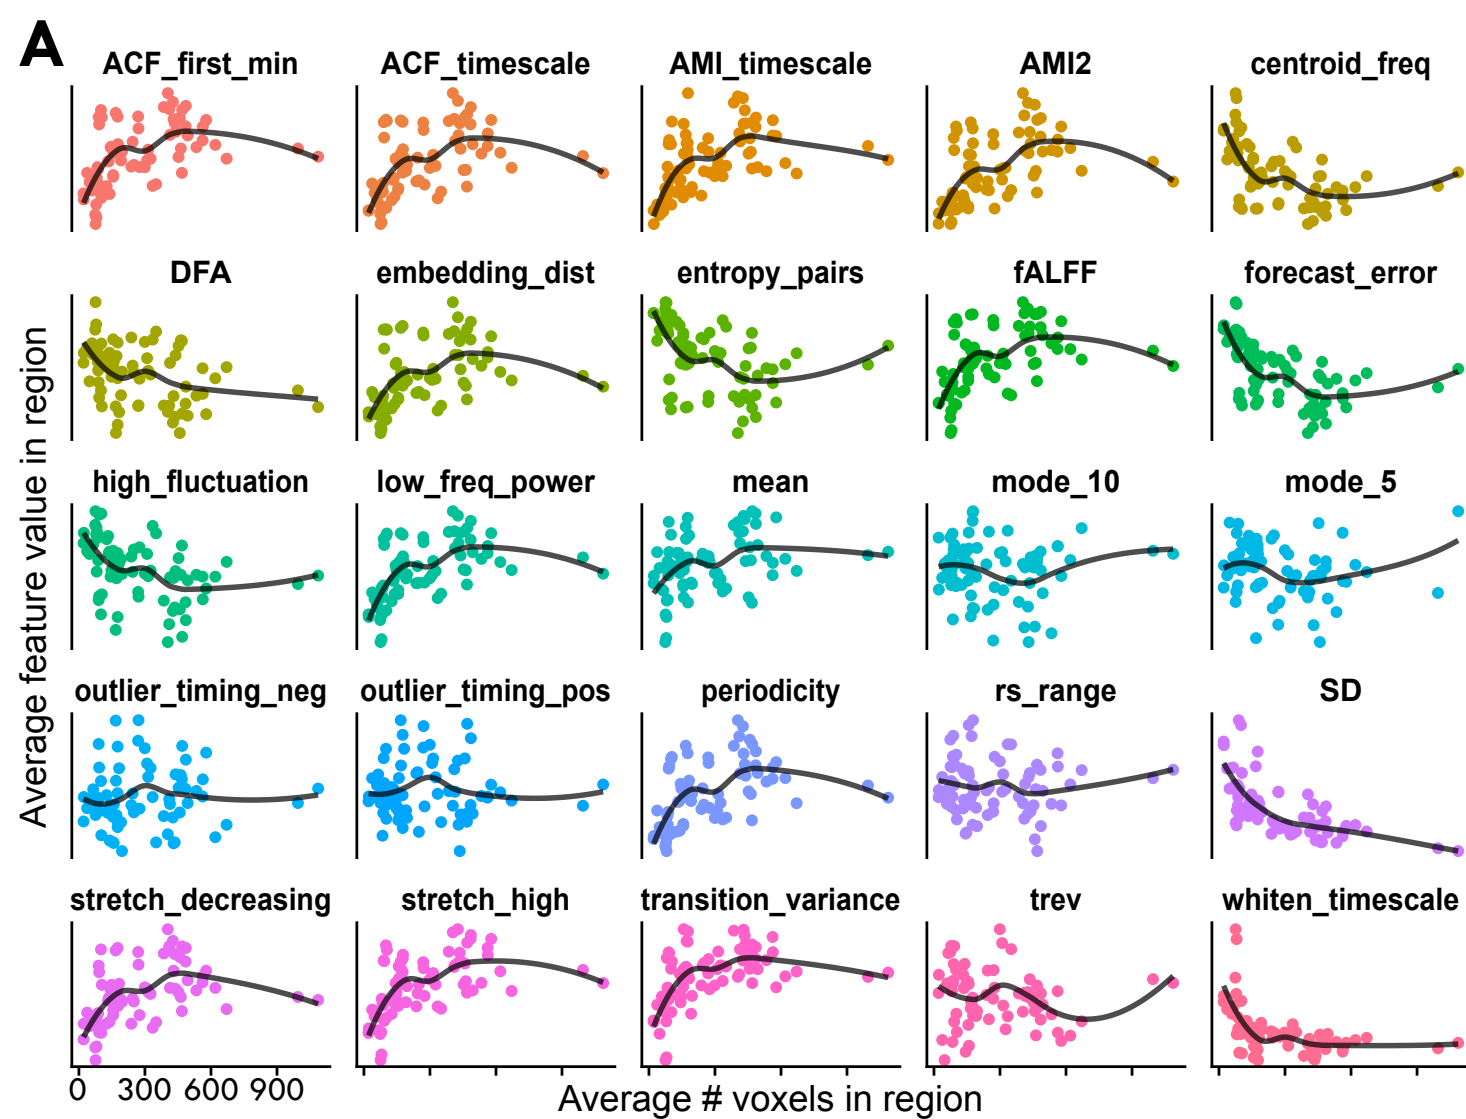 A
ACF_first_min ACF_timescale AMI_timescale AMI2 centroid_freq
DFA embedding_dist entropy_pairs fALFF forecast_error
high_fluctuation low_freq_power mean mode_10 mode_5
outlier_timing_neg outlier_timing_pos periodicity rs_range SD
stretch_decreasing stretch_high transition_variance trev whiten_timescale
Average feature value in region
0 300 600 900
Average # voxels in region